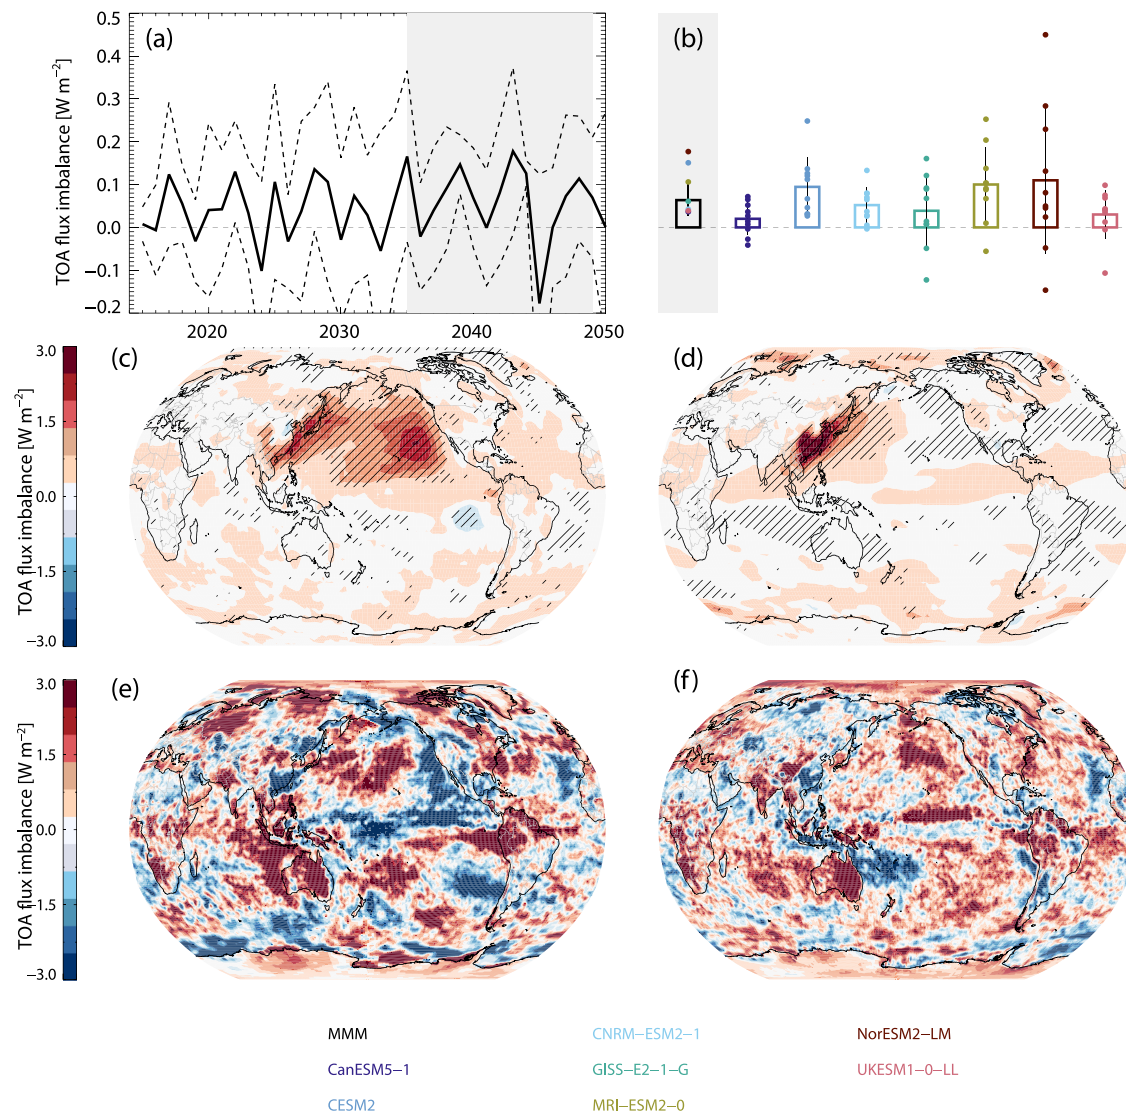 (a)
(b)
TOA flux imbalance [W m−2]
0.5
0.4
0.3
0.2
0.1
0.0
−0.1
−0.2
2020
2030
2040
2050
(c)
(d)
TOA flux imbalance [W m−2]
3.0
1.5
0.0
−1.5
−3.0
(e)
(f)
TOA flux imbalance [W m−2]
3.0
1.5
0.0
−1.5
−3.0
MMM
CNRM−ESM2−1
NorESM2−LM
CanESM5−1
GISS−E2−1−G
UKESM1−0−LL
CESM2
MRI−ESM2−0